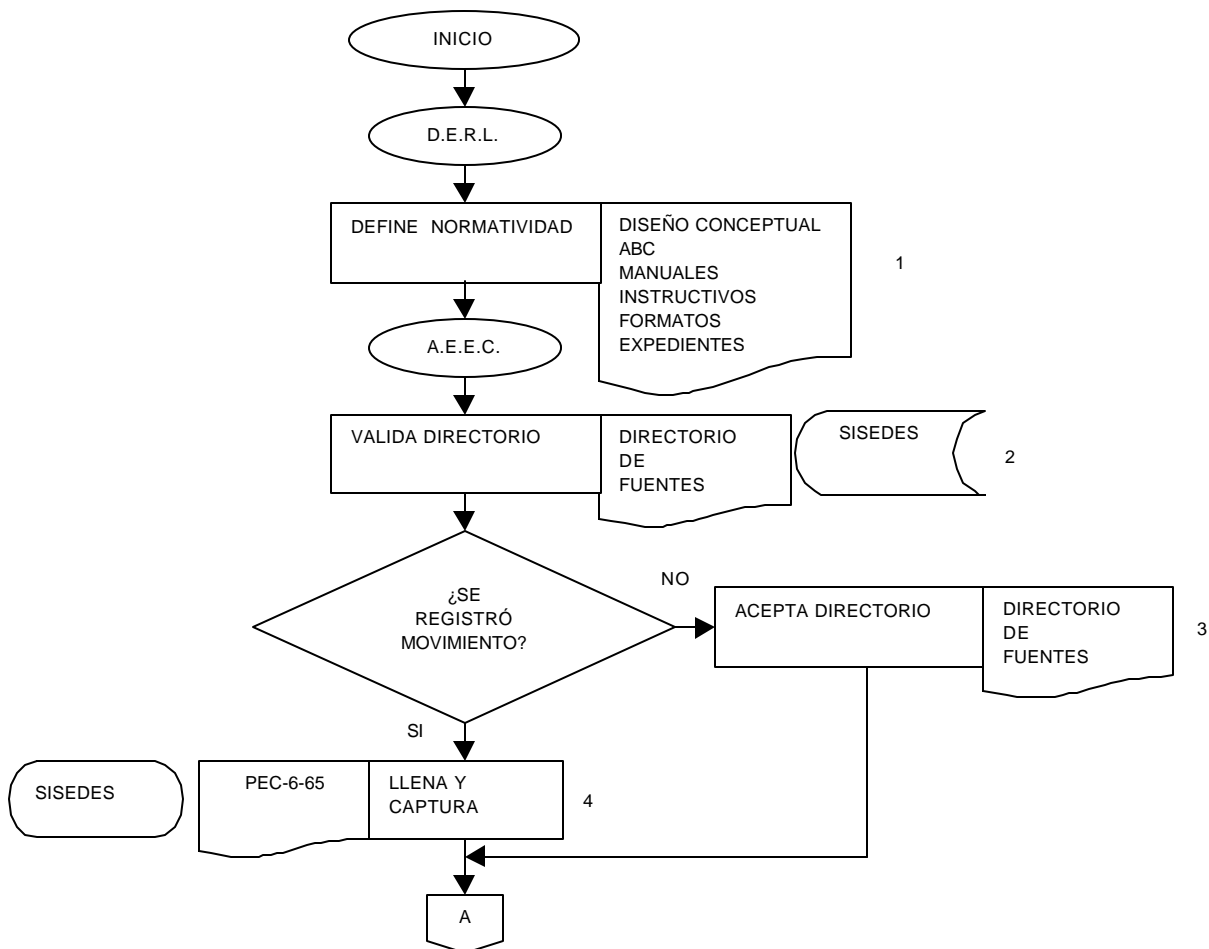 INICIO
D.E.R.L.
DEFINE NORMATIVIDAD
DISEÑO CONCEPTUAL
ABC
MANUALES
INSTRUCTIVOS
FORMATOS
EXPEDIENTES
1
A.E.E.C.
VALIDA DIRECTORIO
DIRECTORIO
DE
FUENTES
SISEDES
2
¿SE
REGISTRÓ
MOVIMIENTO?
NO
ACEPTA DIRECTORIO
DIRECTORIO
DE
FUENTES
3
SI
SISEDES
PEC-6-65
LLENA Y
CAPTURA
4
A